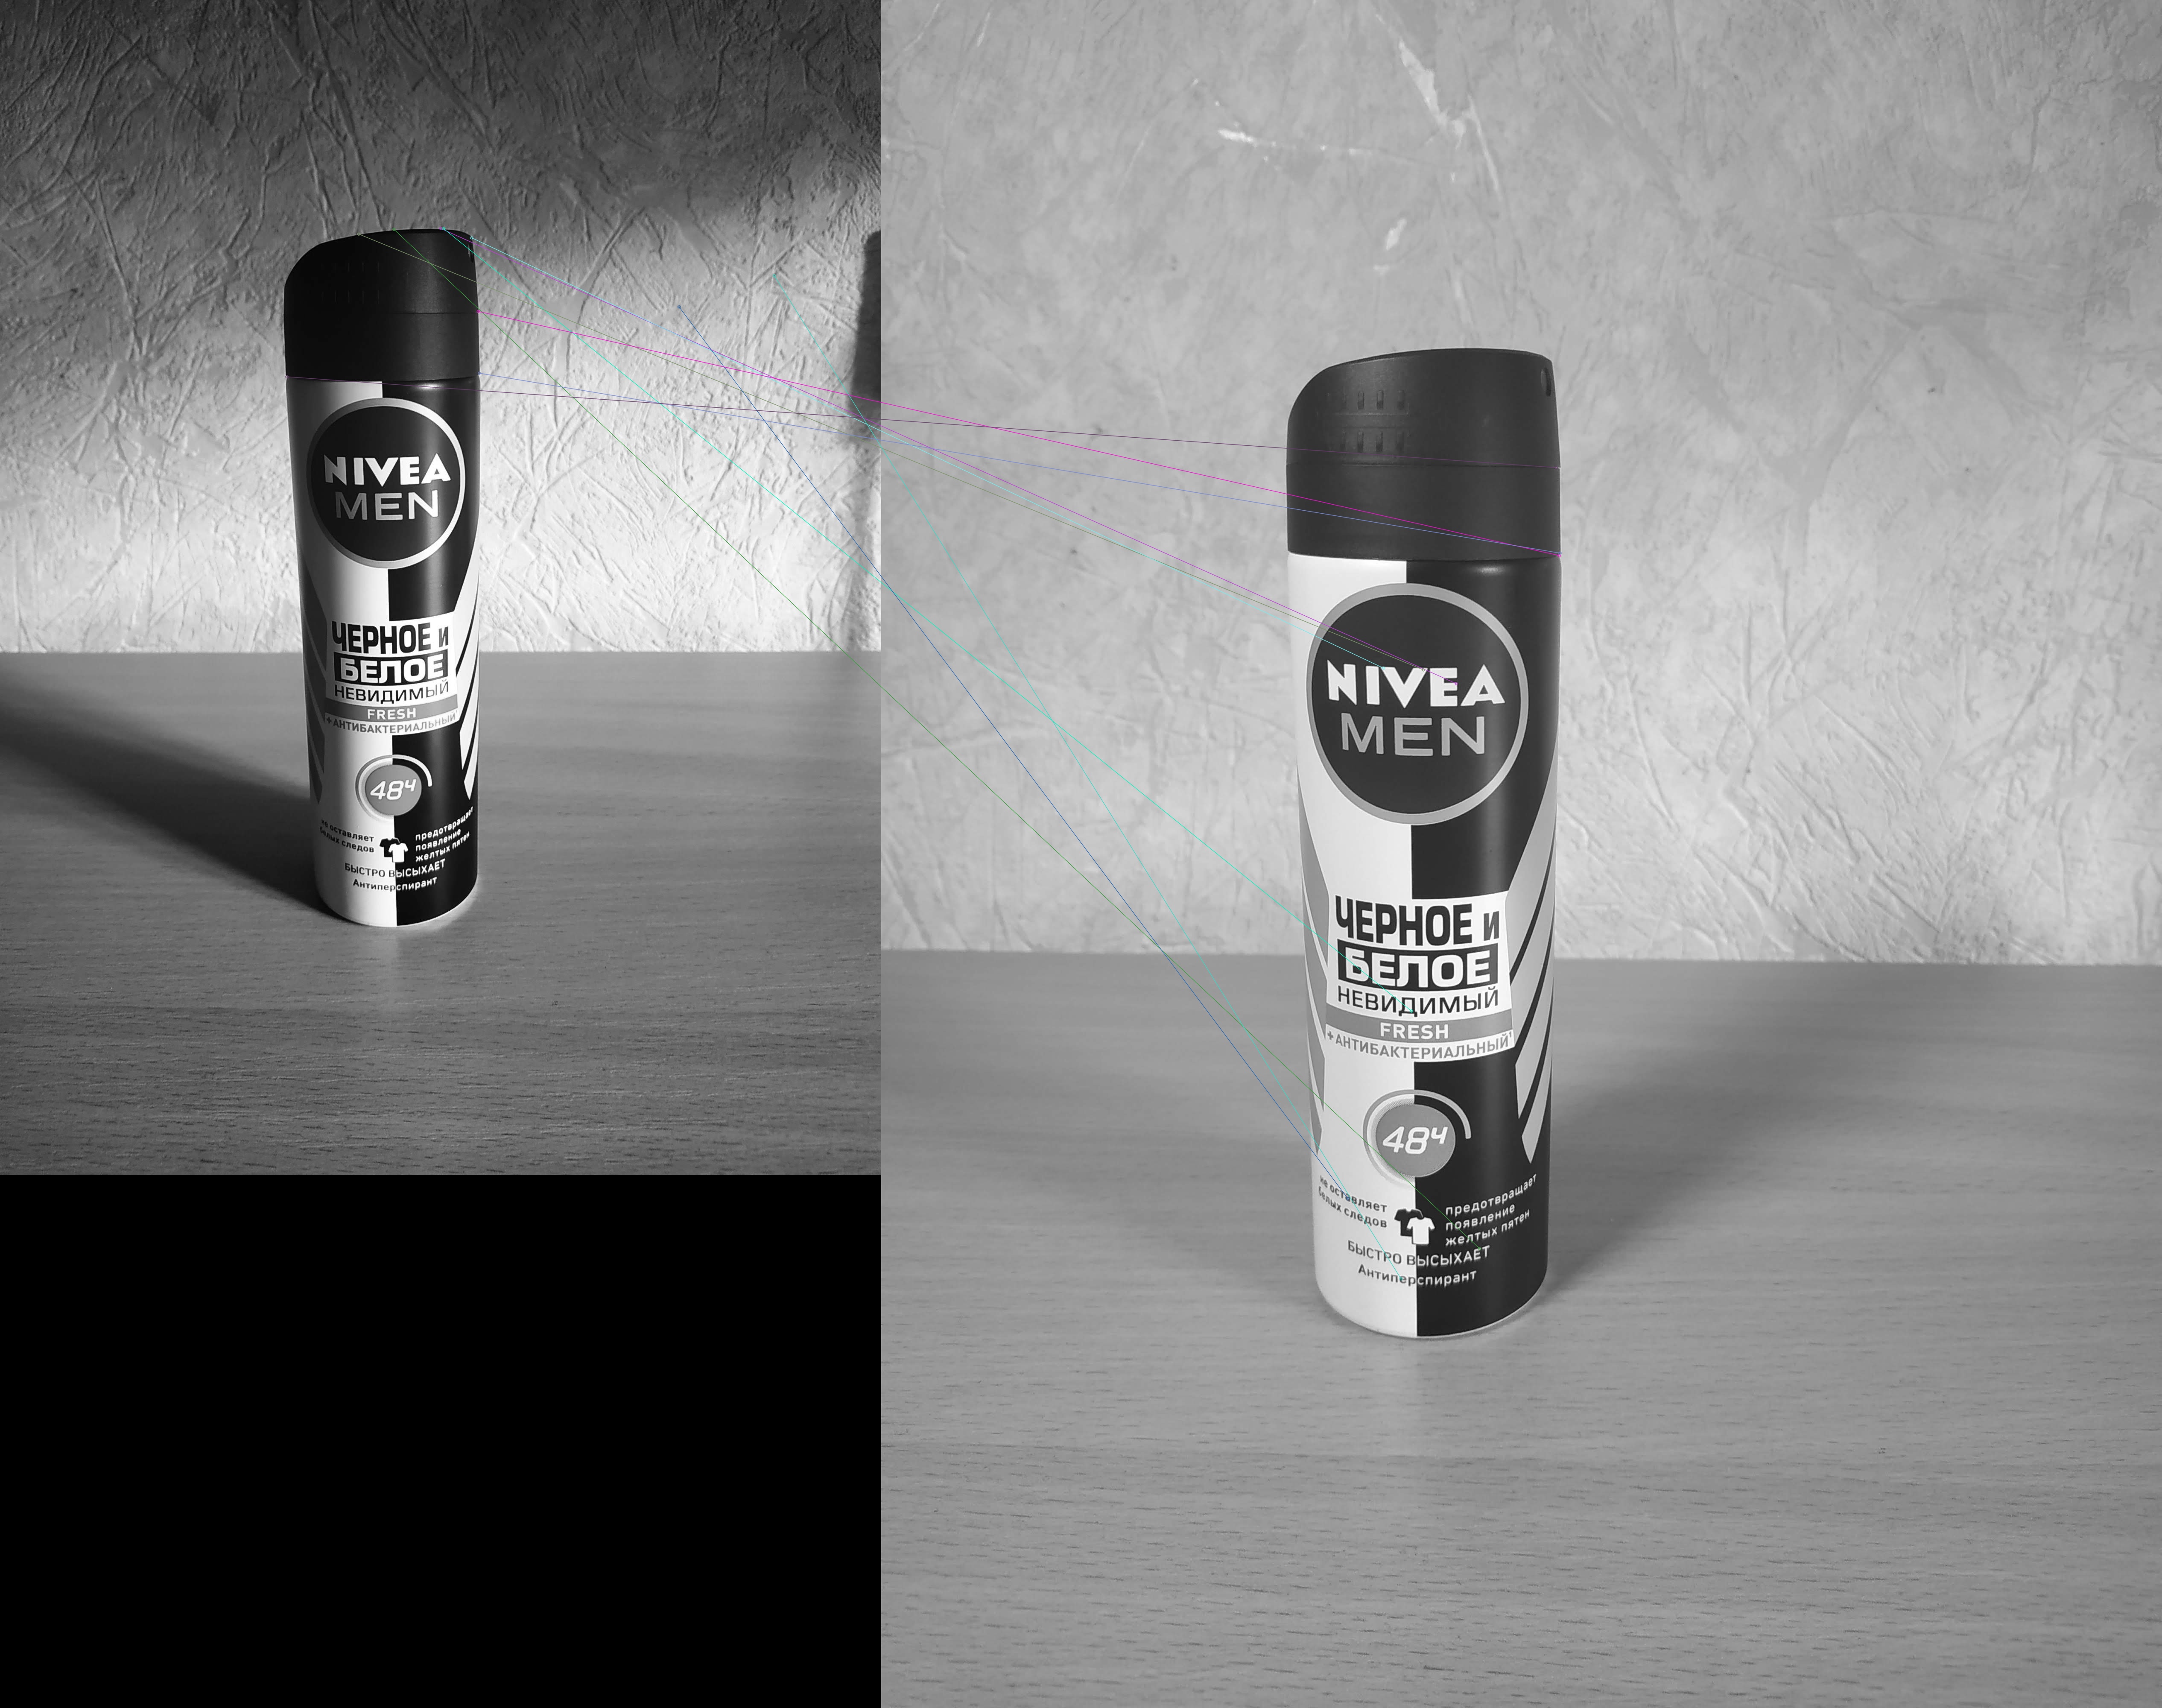 NIVEA
MEN
ЧЕРНОЕ и
БЕЛОЕ
НЕВИДИМЫЙ
FRESH
+АНТИБАКТЕРИАЛЬНЫЙ
48ч
не оставляет
белых следов
предотвращает
появление
желтых пятен
БЫСТРО ВЫСЫХАЕТ
Антиперспирант
NIVEA
MEN
ЧЕРНОЕ и
БЕЛОЕ
НЕВИДИМЫЙ
FRESH
+АНТИБАКТЕРИАЛЬНЫЙ
48ч
не оставляет
белых следов
предотвращает
появление
желтых пятен
БЫСТРО ВЫСЫХАЕТ
Антиперспирант